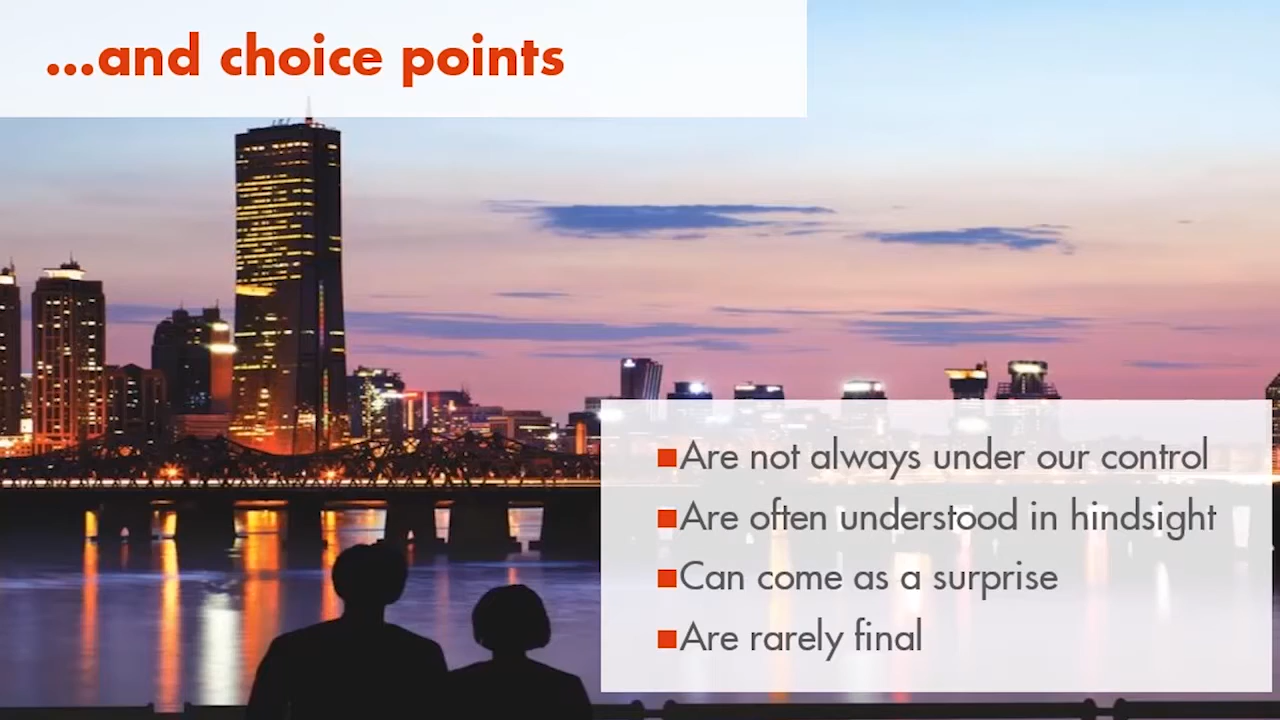 ...and choice points
Are not always under our control
Are often understood in hindsight
Can come as a surprise
Are rarely final